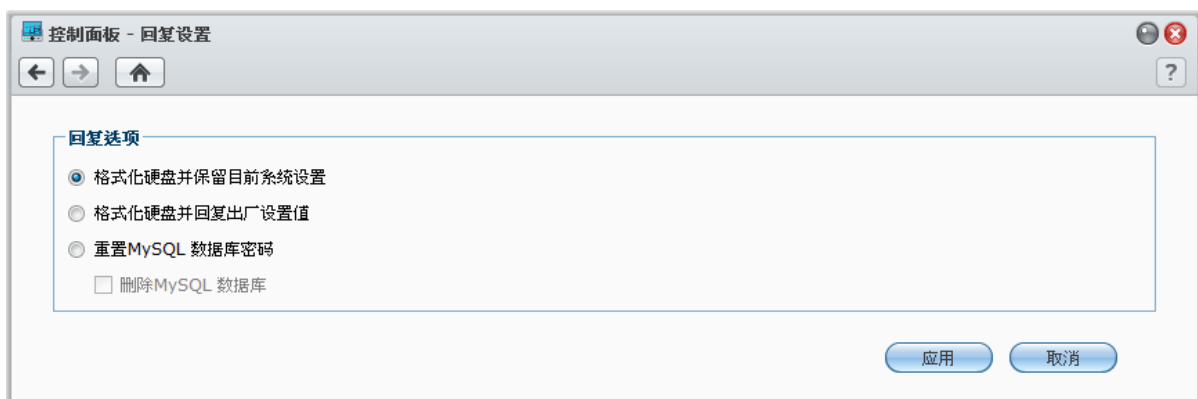 控制面板 - 回复设置
?
回复选项
格式化硬盘并保留目前系统设置
格式化硬盘并回复出厂设置值
重置MySQL 数据库密码
删除MySQL 数据库
应用 取消